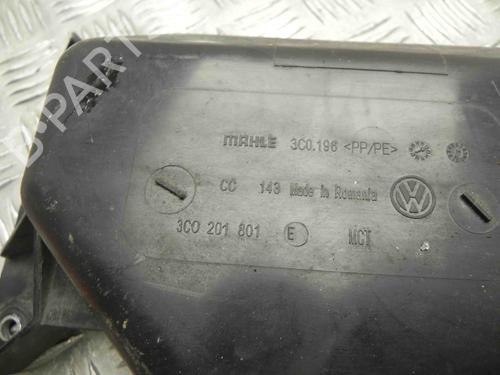 B-PARTS
MAHLE 3C0.196 <PP/PE>
CC 143 Made in Romania
3C0 201 801 E MCT